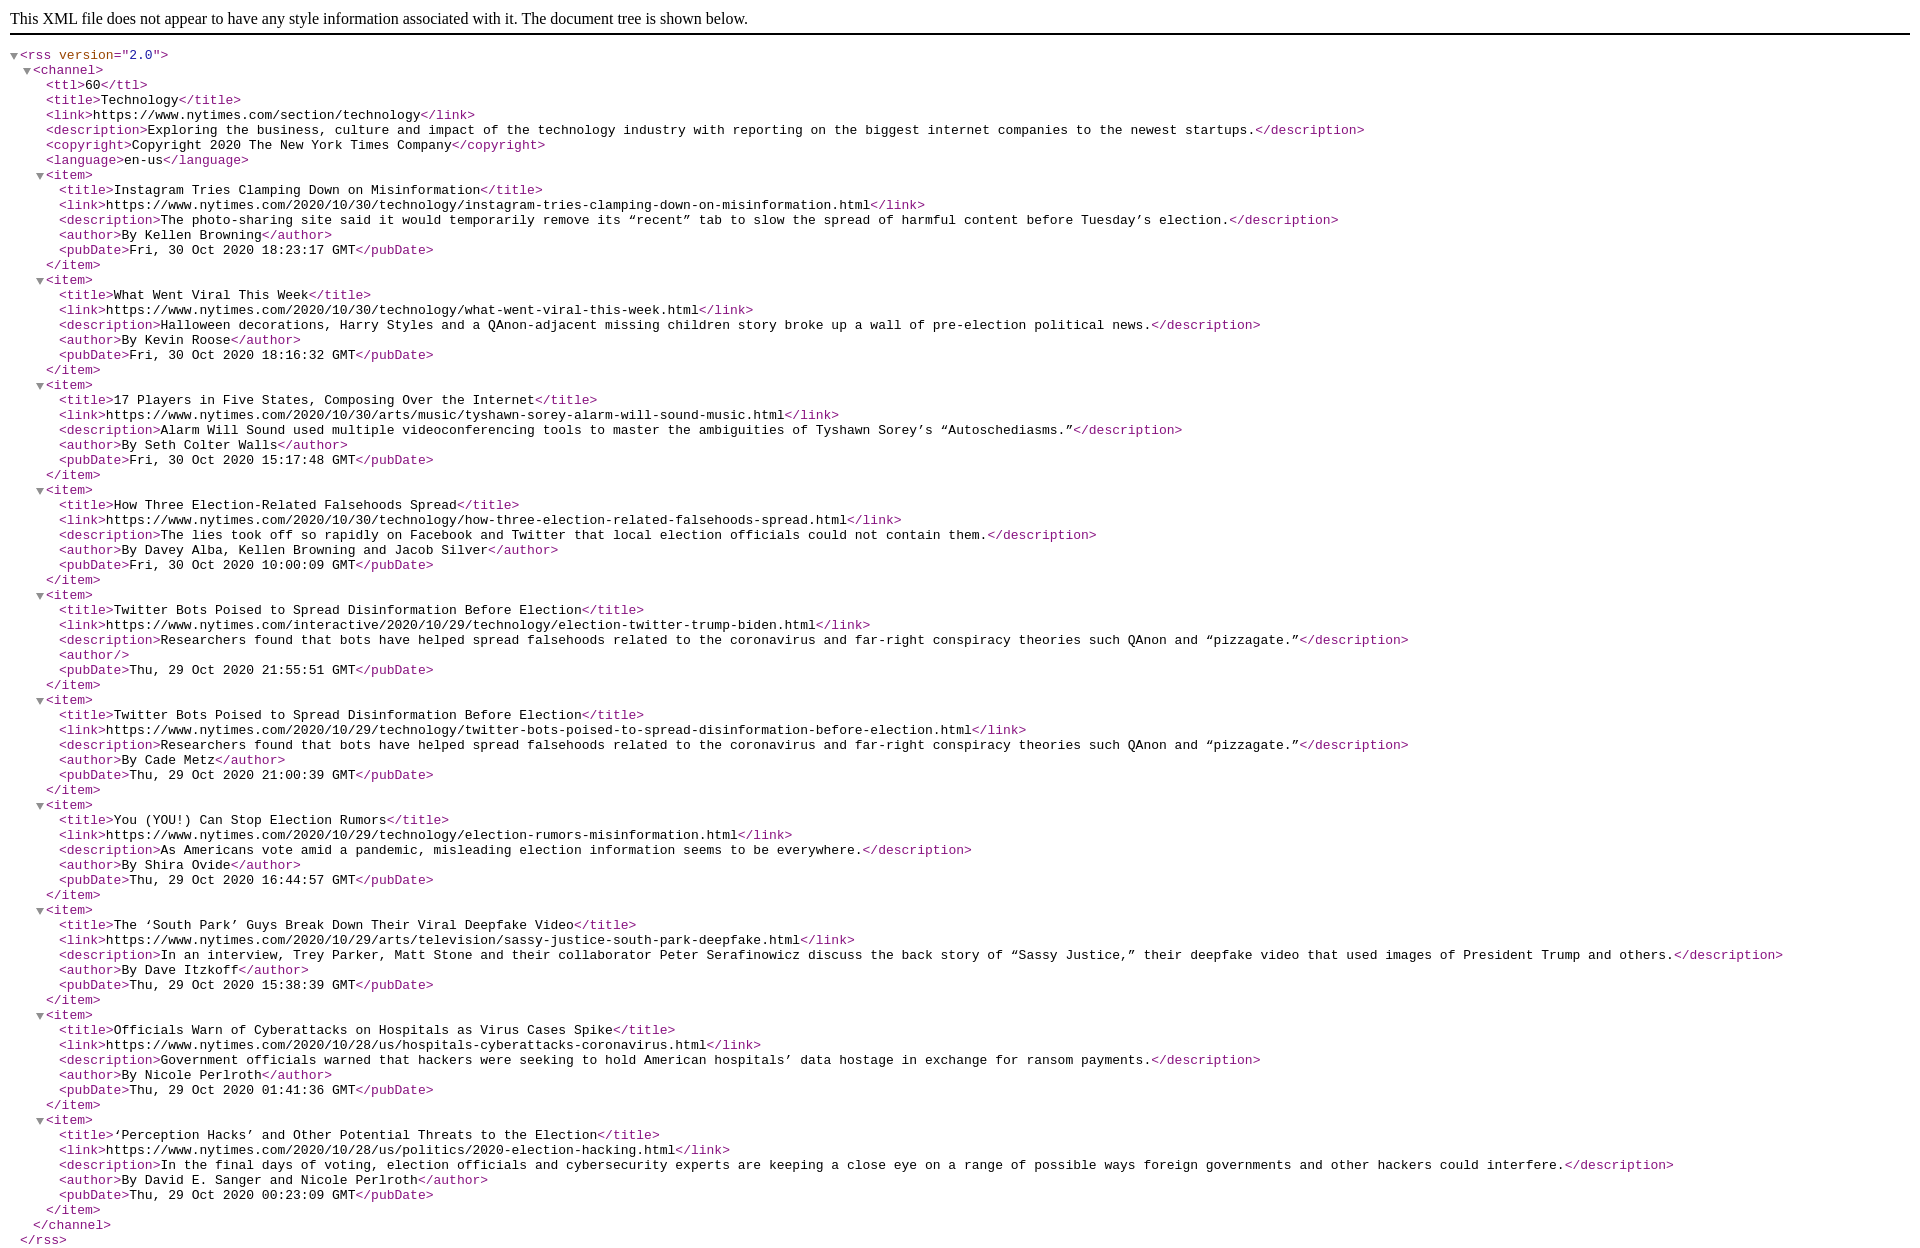 This XML file does not appear to have any style information associated with it. The document tree is shown below.
<rss version="2.0">
<channel>
<ttl>60</ttl>
<title>Technology</title>
<link>https://www.nytimes.com/section/technology</link>
<description>Exploring the business, culture and impact of the technology industry with reporting on the biggest internet companies to the newest startups.</description>
<copyright>Copyright 2020 The New York Times Company</copyright>
<language>en-us</language>
<item>
<title>Instagram Tries Clamping Down on Misinformation</title>
<link>https://www.nytimes.com/2020/10/30/technology/instagram-tries-clamping-down-on-misinformation.html</link>
<description>The photo-sharing site said it would temporarily remove its “recent” tab to slow the spread of harmful content before Tuesday’s election.</description>
<author>By Kellen Browning</author>
<pubDate>Fri, 30 Oct 2020 18:23:17 GMT</pubDate>
</item>
<item>
<title>What Went Viral This Week</title>
<link>https://www.nytimes.com/2020/10/30/technology/what-went-viral-this-week.html</link>
<description>Halloween decorations, Harry Styles and a QAnon-adjacent missing children story broke up a wall of pre-election political news.</description>
<author>By Kevin Roose</author>
<pubDate>Fri, 30 Oct 2020 18:16:32 GMT</pubDate>
</item>
<item>
<title>17 Players in Five States, Composing Over the Internet</title>
<link>https://www.nytimes.com/2020/10/30/arts/music/tyshawn-sorey-alarm-will-sound-music.html</link>
<description>Alarm Will Sound used multiple videoconferencing tools to master the ambiguities of Tyshawn Sorey’s “Autoschediasms.”</description>
<author>By Seth Colter Walls</author>
<pubDate>Fri, 30 Oct 2020 15:17:48 GMT</pubDate>
</item>
<item>
<title>How Three Election-Related Falsehoods Spread</title>
<link>https://www.nytimes.com/2020/10/30/technology/how-three-election-related-falsehoods-spread.html</link>
<description>The lies took off so rapidly on Facebook and Twitter that local election officials could not contain them.</description>
<author>By Davey Alba, Kellen Browning and Jacob Silver</author>
<pubDate>Fri, 30 Oct 2020 10:00:09 GMT</pubDate>
</item>
<item>
<title>Twitter Bots Poised to Spread Disinformation Before Election</title>
<link>https://www.nytimes.com/interactive/2020/10/29/technology/election-twitter-trump-biden.html</link>
<description>Researchers found that bots have helped spread falsehoods related to the coronavirus and far-right conspiracy theories such QAnon and “pizzagate.”</description>
<author/>
<pubDate>Thu, 29 Oct 2020 21:55:51 GMT</pubDate>
</item>
<item>
<title>Twitter Bots Poised to Spread Disinformation Before Election</title>
<link>https://www.nytimes.com/2020/10/29/technology/twitter-bots-poised-to-spread-disinformation-before-election.html</link>
<description>Researchers found that bots have helped spread falsehoods related to the coronavirus and far-right conspiracy theories such QAnon and “pizzagate.”</description>
<author>By Cade Metz</author>
<pubDate>Thu, 29 Oct 2020 21:00:39 GMT</pubDate>
</item>
<item>
<title>You (YOU!) Can Stop Election Rumors</title>
<link>https://www.nytimes.com/2020/10/29/technology/election-rumors-misinformation.html</link>
<description>As Americans vote amid a pandemic, misleading election information seems to be everywhere.</description>
<author>By Shira Ovide</author>
<pubDate>Thu, 29 Oct 2020 16:44:57 GMT</pubDate>
</item>
<item>
<title>The ‘South Park’ Guys Break Down Their Viral Deepfake Video</title>
<link>https://www.nytimes.com/2020/10/29/arts/television/sassy-justice-south-park-deepfake.html</link>
<description>In an interview, Trey Parker, Matt Stone and their collaborator Peter Serafinowicz discuss the back story of “Sassy Justice,” their deepfake video that used images of President Trump and others.</description>
<author>By Dave Itzkoff</author>
<pubDate>Thu, 29 Oct 2020 15:38:39 GMT</pubDate>
</item>
<item>
<title>Officials Warn of Cyberattacks on Hospitals as Virus Cases Spike</title>
<link>https://www.nytimes.com/2020/10/28/us/hospitals-cyberattacks-coronavirus.html</link>
<description>Government officials warned that hackers were seeking to hold American hospitals’ data hostage in exchange for ransom payments.</description>
<author>By Nicole Perlroth</author>
<pubDate>Thu, 29 Oct 2020 01:41:36 GMT</pubDate>
</item>
<item>
<title>‘Perception Hacks’ and Other Potential Threats to the Election</title>
<link>https://www.nytimes.com/2020/10/28/us/politics/2020-election-hacking.html</link>
<description>In the final days of voting, election officials and cybersecurity experts are keeping a close eye on a range of possible ways foreign governments and other hackers could interfere.</description>
<author>By David E. Sanger and Nicole Perlroth</author>
<pubDate>Thu, 29 Oct 2020 00:23:09 GMT</pubDate>
</item>
</channel>
</rss>